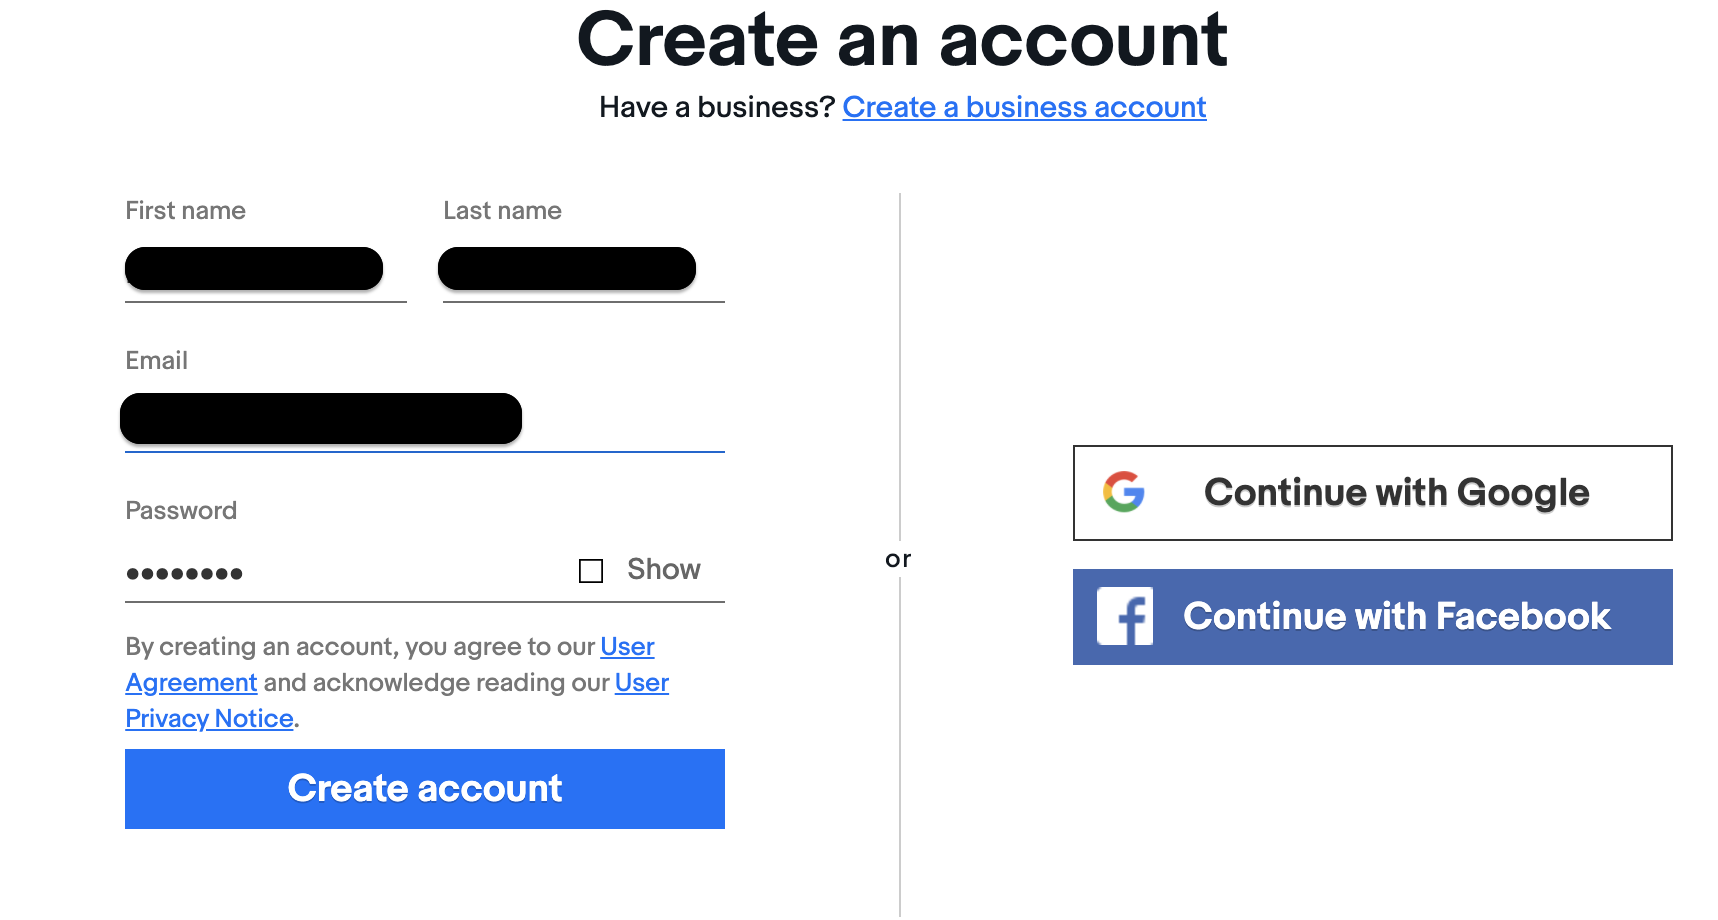 Create an account
Have a business? Create a business account
First name
Last name
Email
Password
Show
By creating an account, you agree to our User
Agreement and acknowledge reading our User
Privacy Notice.
Create account
or
Continue with Google
Continue with Facebook